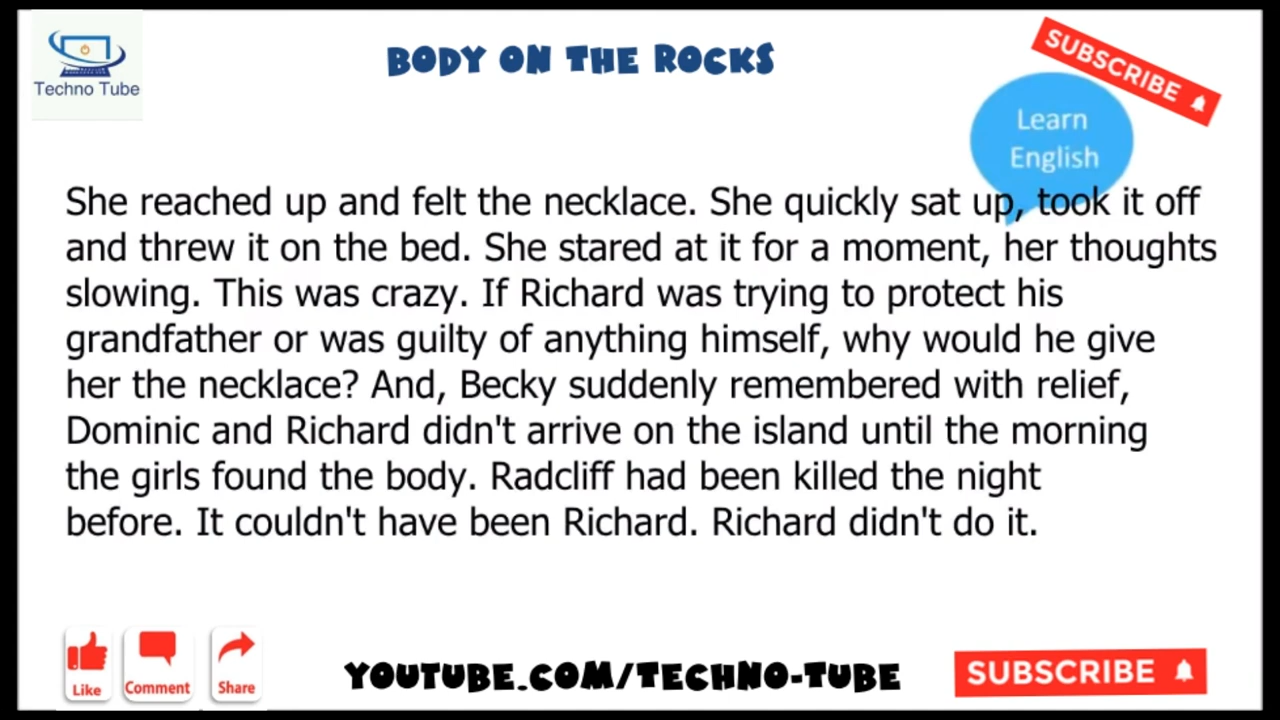 Techno Tube
BODY ON THE ROCKS
SUBSCRIBE
Learn
English
She reached up and felt the necklace. She quickly sat up, took it off
and threw it on the bed. She stared at it for a moment, her thoughts
slowing. This was crazy. If Richard was trying to protect his
grandfather or was guilty of anything himself, why would he give
her the necklace? And, Becky suddenly remembered with relief,
Dominic and Richard didn't arrive on the island until the morning
the girls found the body. Radcliff had been killed the night
before. It couldn't have been Richard. Richard didn't do it.
Like
Comment
Share
YOUTUBE.COM/TECHNO-TUBE
SUBSCRIBE